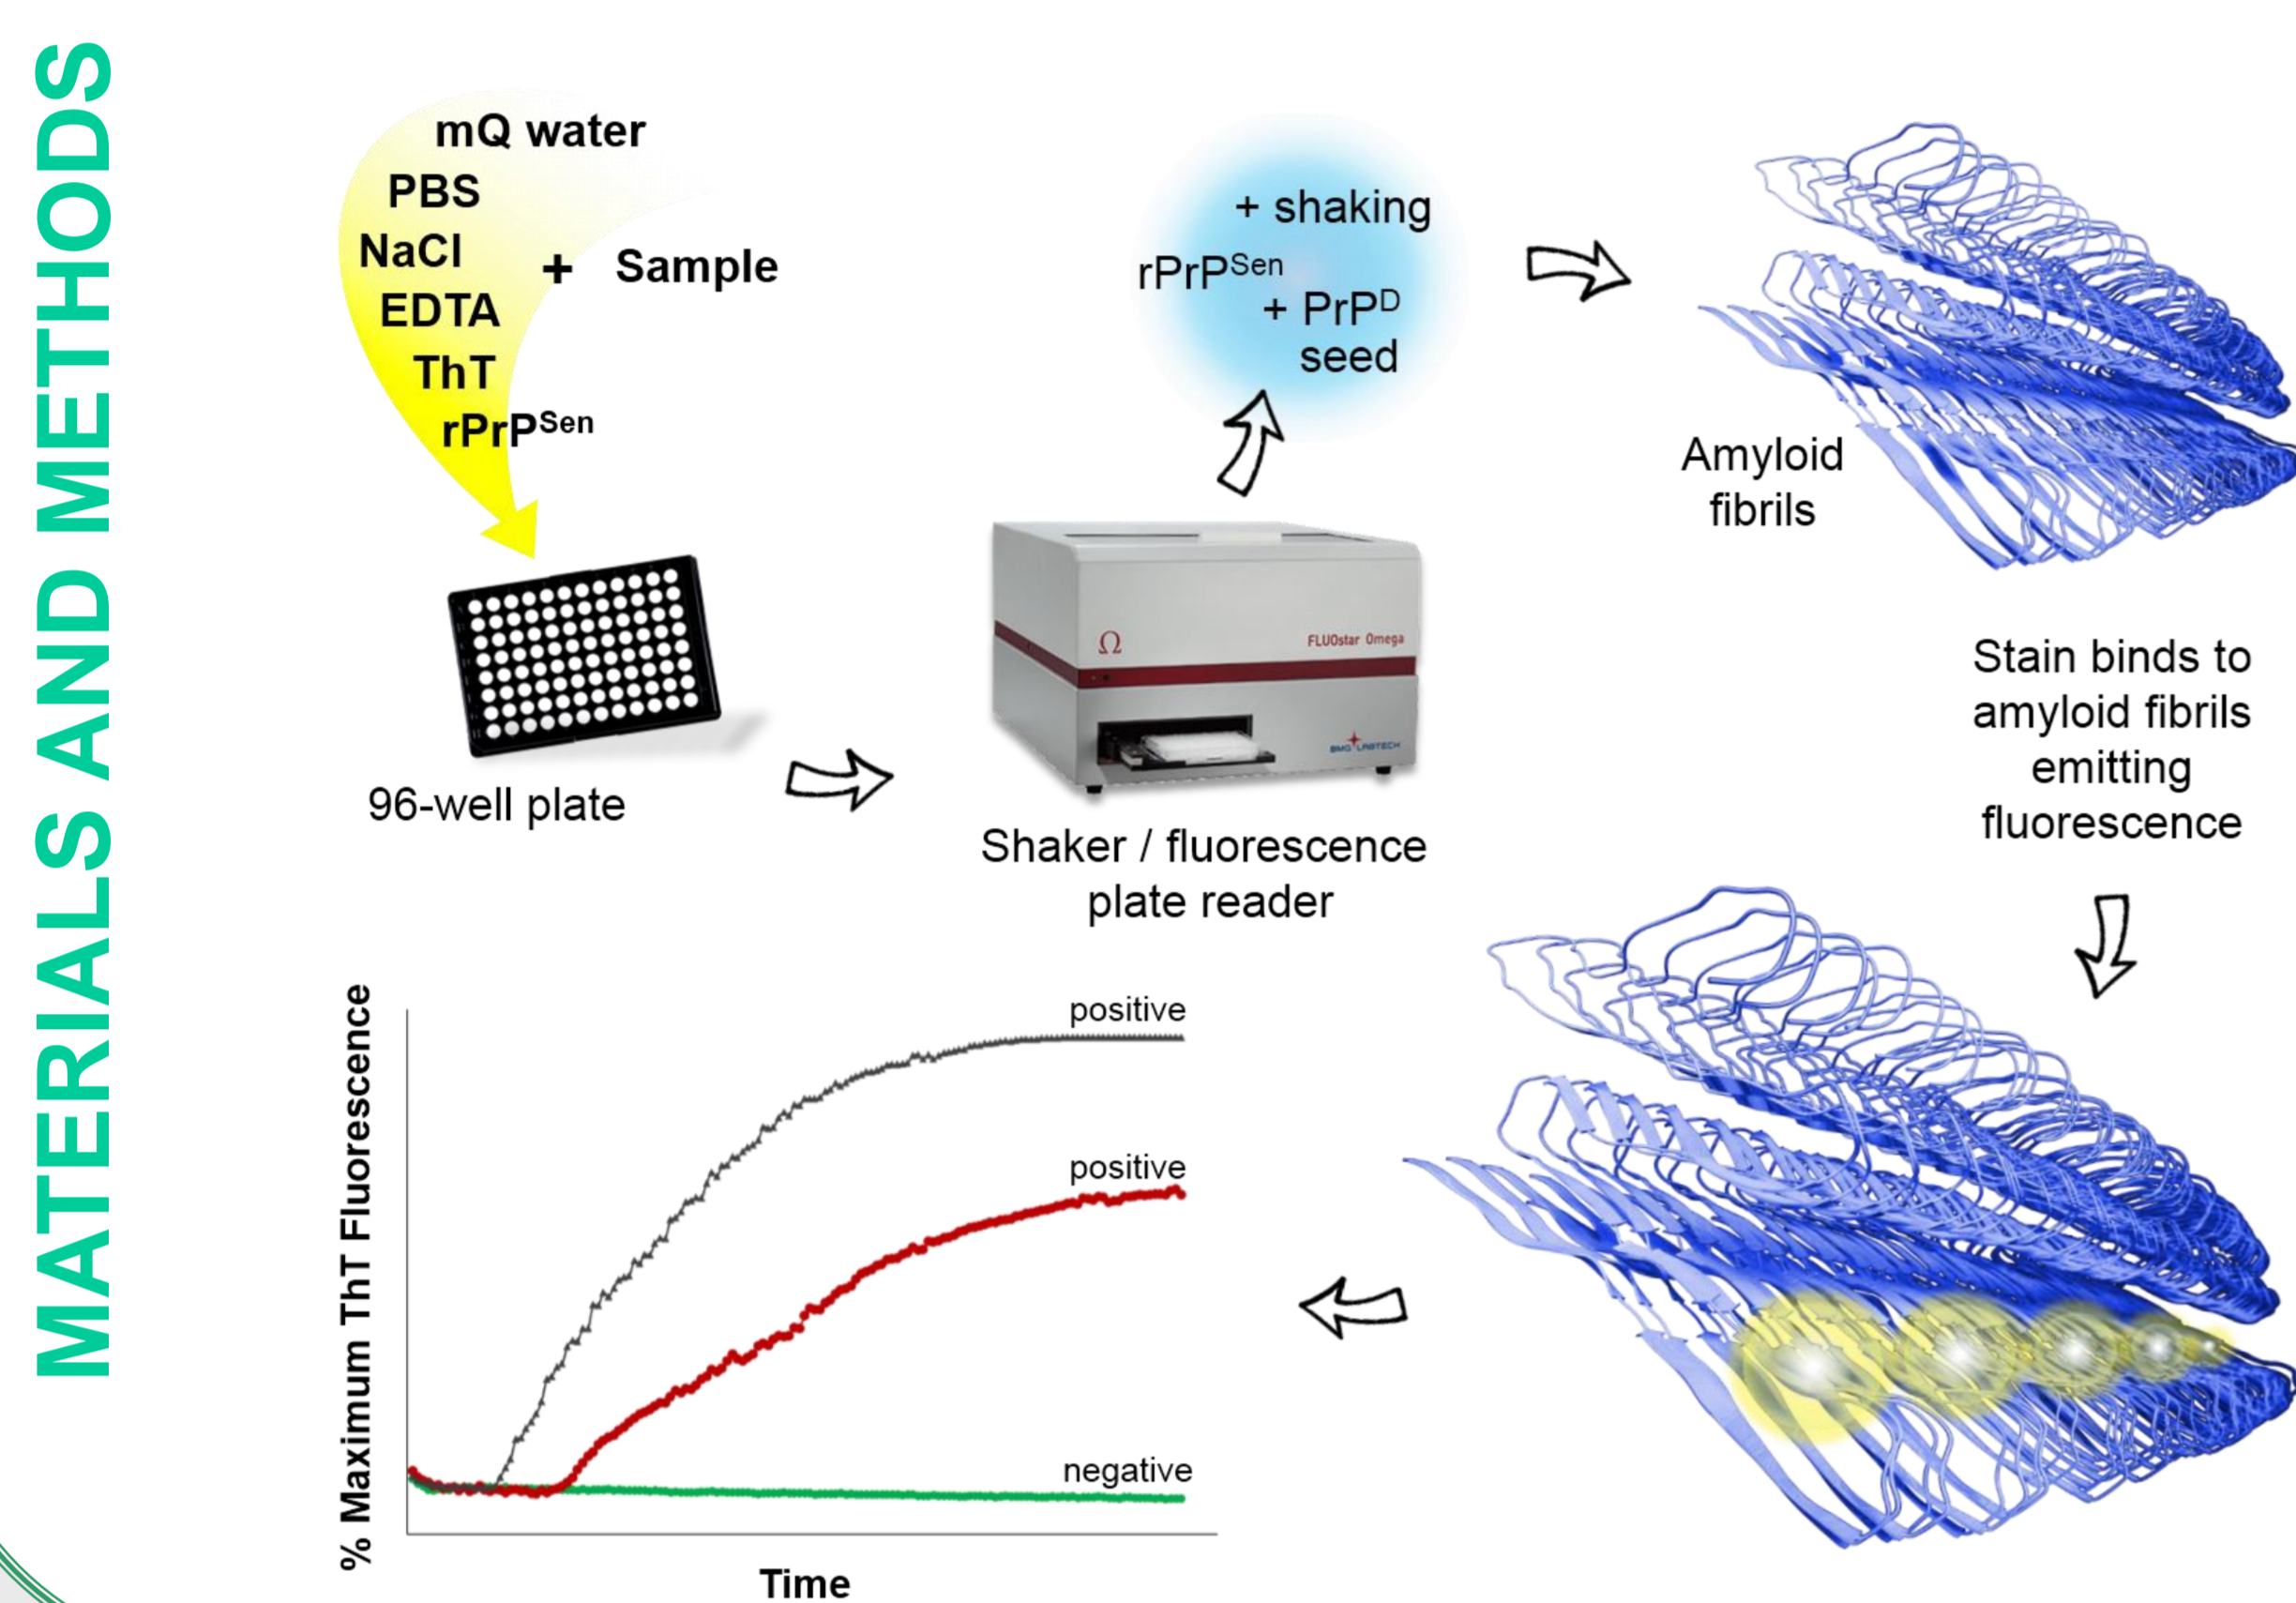 MATERIALS AND METHODS
mQ water
PBS
NaCl
EDTA
ThT
rPrPSen
+ Sample
96-well plate
Ω
FLUOstar Omega
BMG LABTECH
Shaker / fluorescence
plate reader
+ shaking
rPrPSen
+ PrPD
seed
Amyloid
fibrils
Stain binds to
amyloid fibrils
emitting
fluorescence
% Maximum ThT Fluorescence
positive
positive
negative
Time